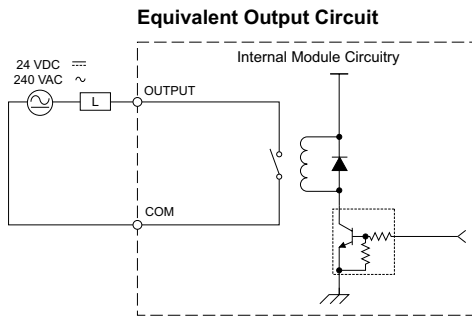 Equivalent Output Circuit
Internal Module Circuitry
24 VDC ⎓
240 VAC ∿
L
OUTPUT
COM